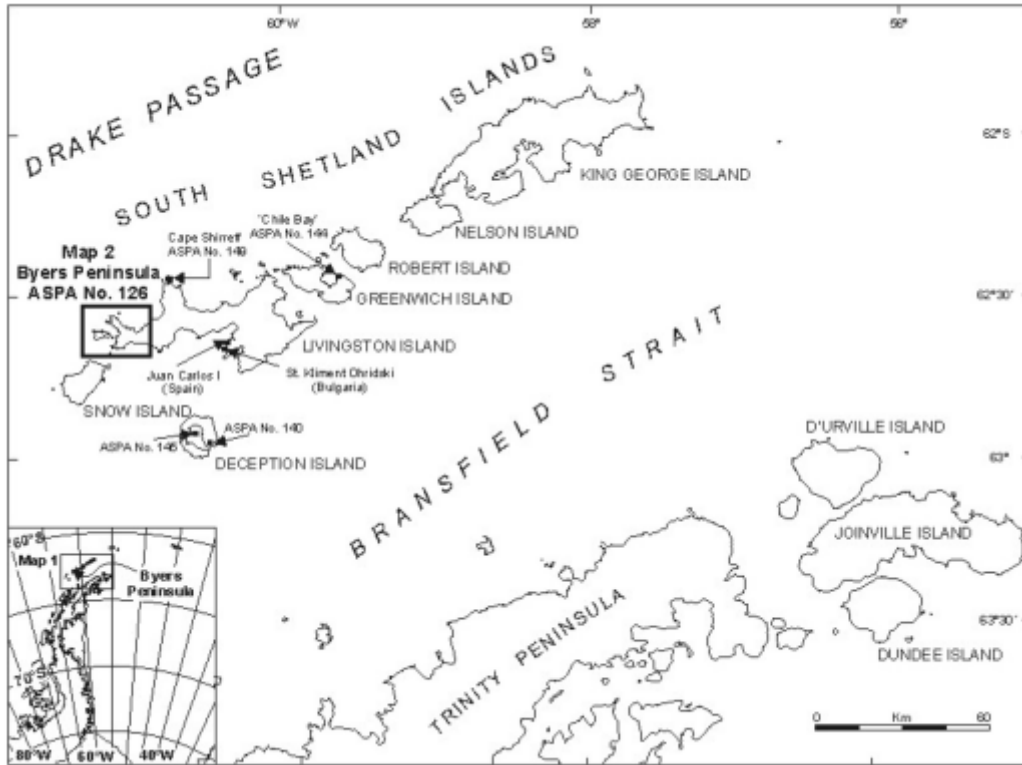 60°W
58°
56°
DRAKE PASSAGE
SOUTH SHETLAND ISLANDS
62°S
KING GEORGE ISLAND
NELSON ISLAND
'Chile Bay'
ASPA No. 144
Cape Shirreff
ASPA No. 149
ROBERT ISLAND
Map 2
Byers Peninsula
ASPA No. 126
GREENWICH ISLAND
62°30'
LIVINGSTON ISLAND
Juan Carlos I
(Spain)
St. Kliment Ohridski
(Bulgaria)
SNOW ISLAND
ASPA No. 140
ASPA No. 145
DECEPTION ISLAND
BRANSFIELD STRAIT
D'URVILLE ISLAND
63°
JOINVILLE ISLAND
63°30'
DUNDEE ISLAND
TRINITY PENINSULA
0 Km 60
60°S
Map 1
Byers
Peninsula
70°S
80°W 60°W 40°W